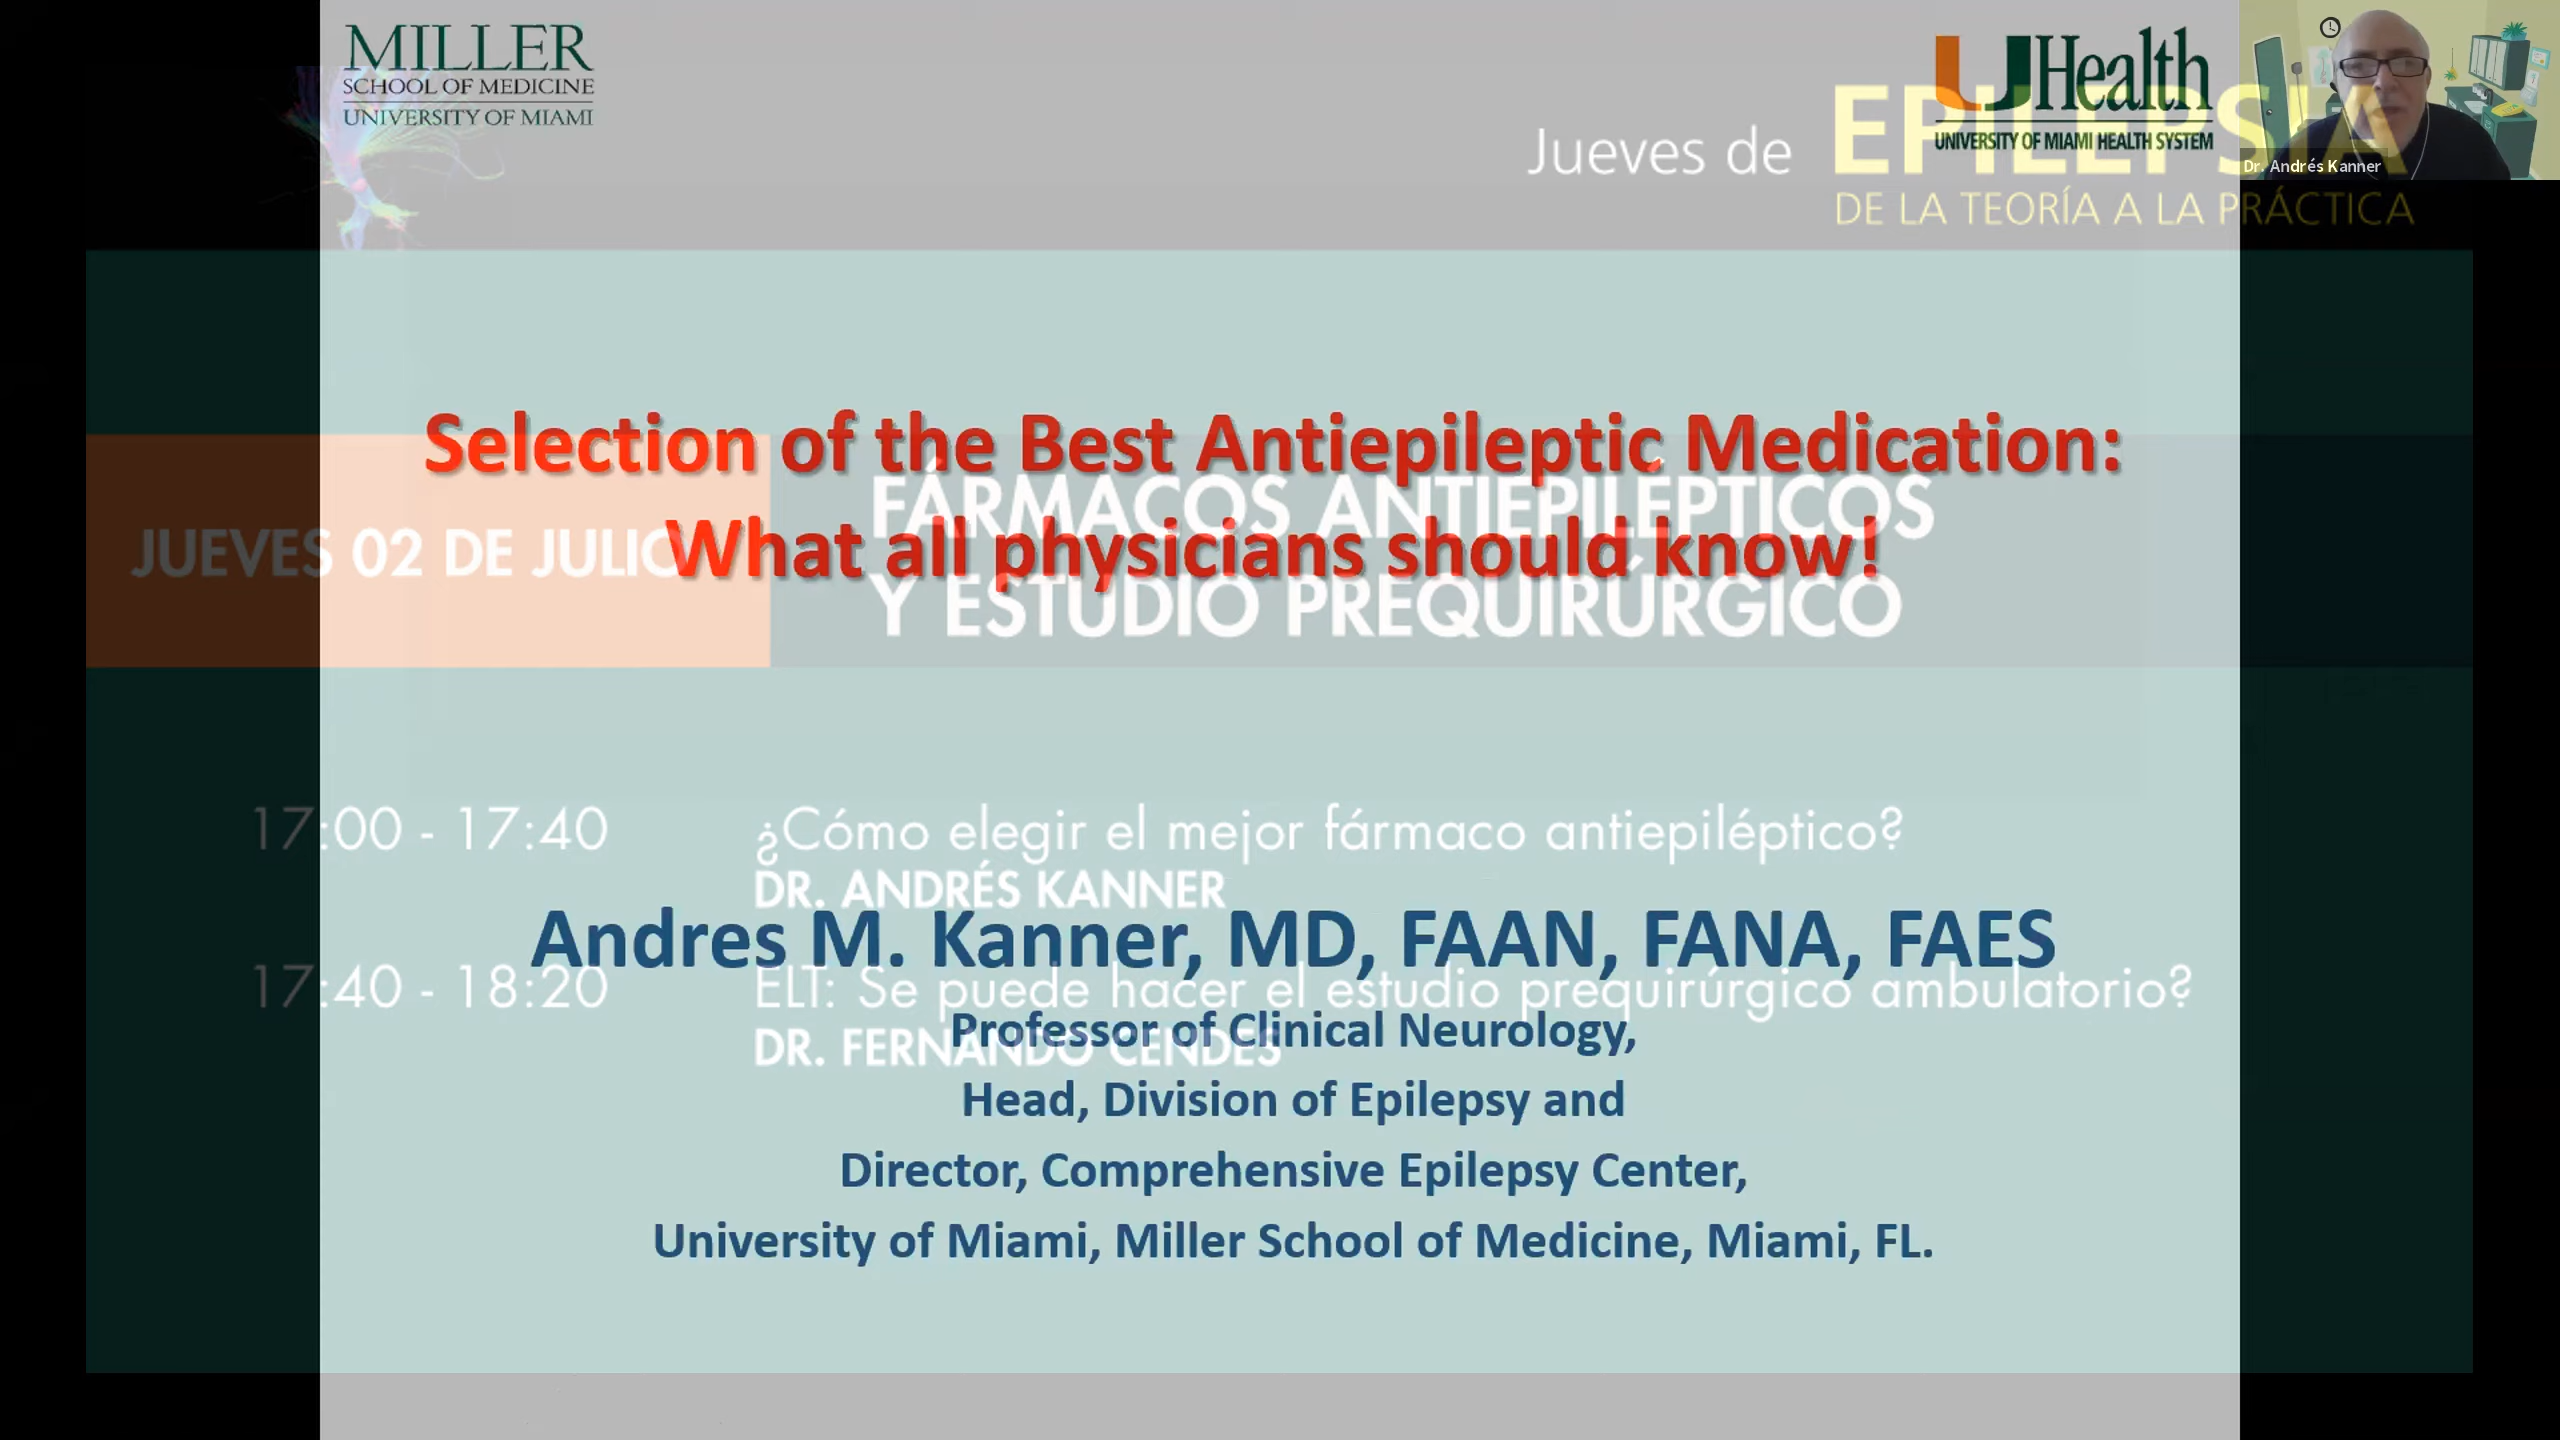 MILLER
SCHOOL OF MEDICINE
UNIVERSITY OF MIAMI
UHealth
UNIVERSITY OF MIAMI HEALTH SYSTEM
Jueves de EPILEPSIA
DE LA TEORÍA A LA PRÁCTICA
Dr. Andrés Kanner
Selection of the Best Antiepileptic Medication:
What all physicians should know!
JUEVES 02 DE JULIO
FÁRMACOS ANTIEPILÉPTICOS
Y ESTUDIO PREQUIRÚRGICO
17:00 - 17:40 ¿Cómo elegir el mejor fármaco antiepiléptico?
DR. ANDRÉS KANNER
Andres M. Kanner, MD, FAAN, FANA, FAES
17:40 - 18:20 ELT: Se puede hacer el estudio prequirúrgico ambulatorio?
DR. FERNANDO CENDES
Professor of Clinical Neurology,
Head, Division of Epilepsy and
Director, Comprehensive Epilepsy Center,
University of Miami, Miller School of Medicine, Miami, FL.